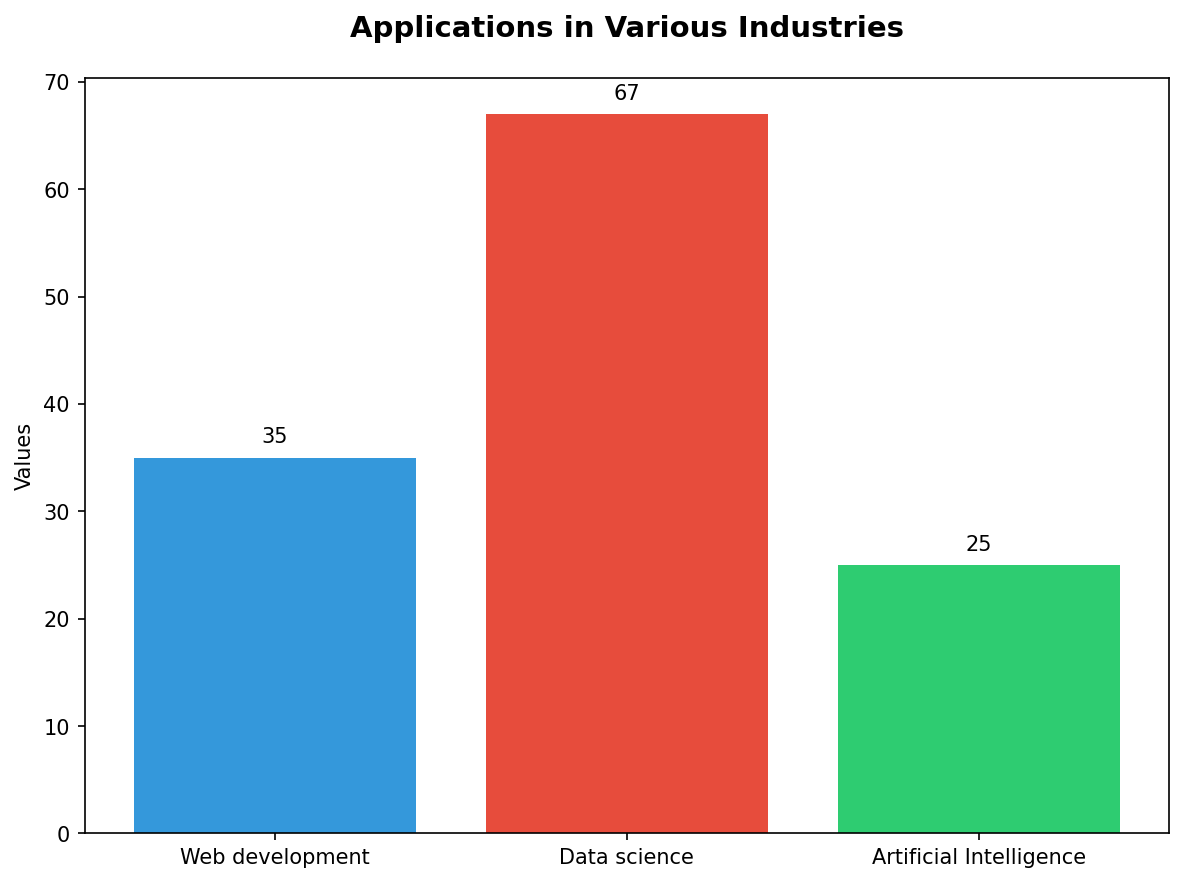 Applications in Various Industries
70
60
50
40
30
20
10
0
Values
67
35
25
Web development
Data science
Artificial Intelligence